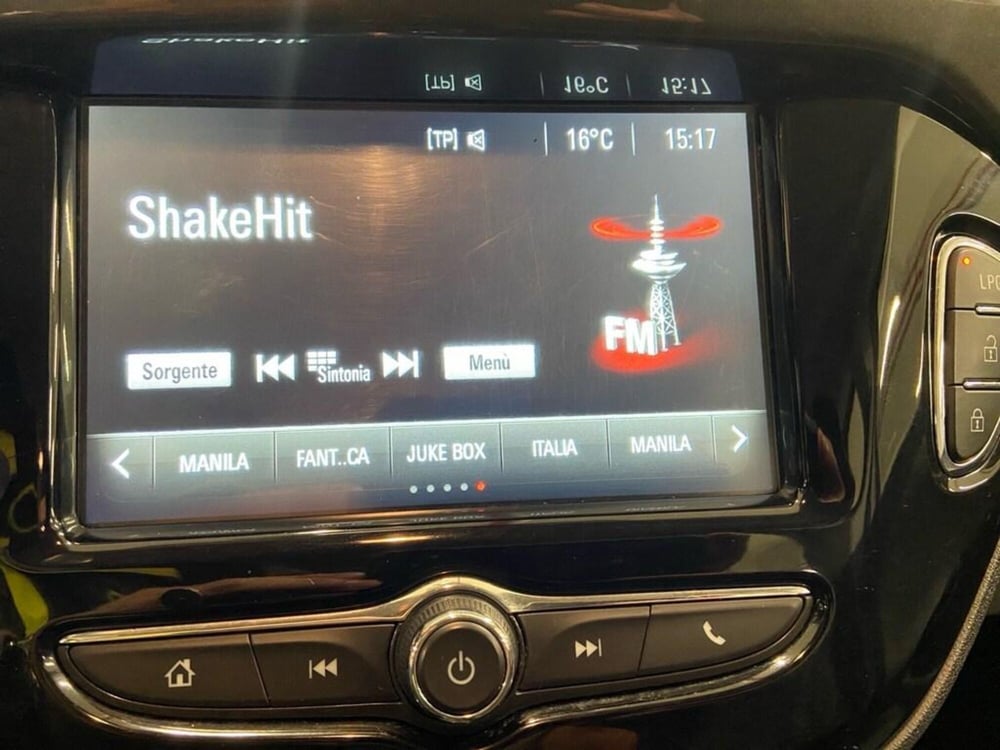 [TP] 16°C 15:17
ShakeHit
FM
Sorgente Sintonia Menù
MANILA FANT..CA JUKE BOX ITALIA MANILA
LPG